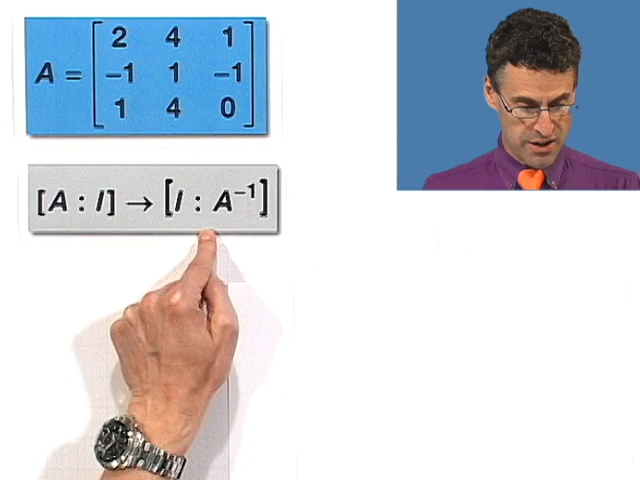 A = [2 4 1
-1 1 -1
1 4 0]
[A : I] → [I : A⁻¹]